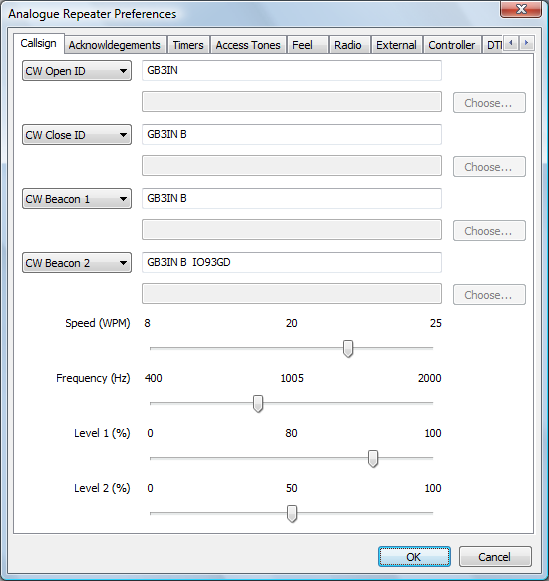 Analogue Repeater Preferences
Callsign Acknowldegements Timers Access Tones Feel Radio External Controller DTI
CW Open ID GB3IN
Choose...
CW Close ID GB3IN B
Choose...
CW Beacon 1 GB3IN B
Choose...
CW Beacon 2 GB3IN B IO93GD
Choose...
Speed (WPM) 8 20 25
Frequency (Hz) 400 1005 2000
Level 1 (%) 0 80 100
Level 2 (%) 0 50 100
OK Cancel